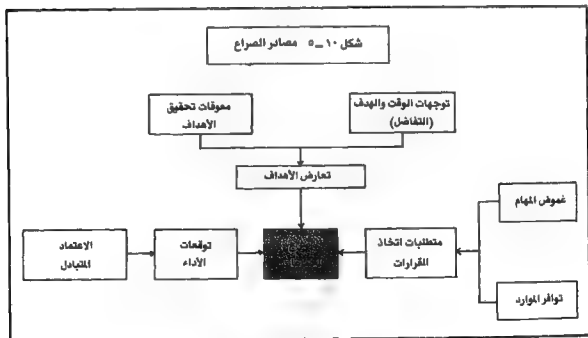 شكل ١٠ــ٥ مصادر الصراع
توجهات الوقت والهدف
(التفاضل)
معوقات تحقيق
الأهداف
تعارض الأهداف
غموض المهام
متطلبات اتخاذ
القرارات
توقعات
الأداء
الاعتماد
المتبادل
توافر الموارد